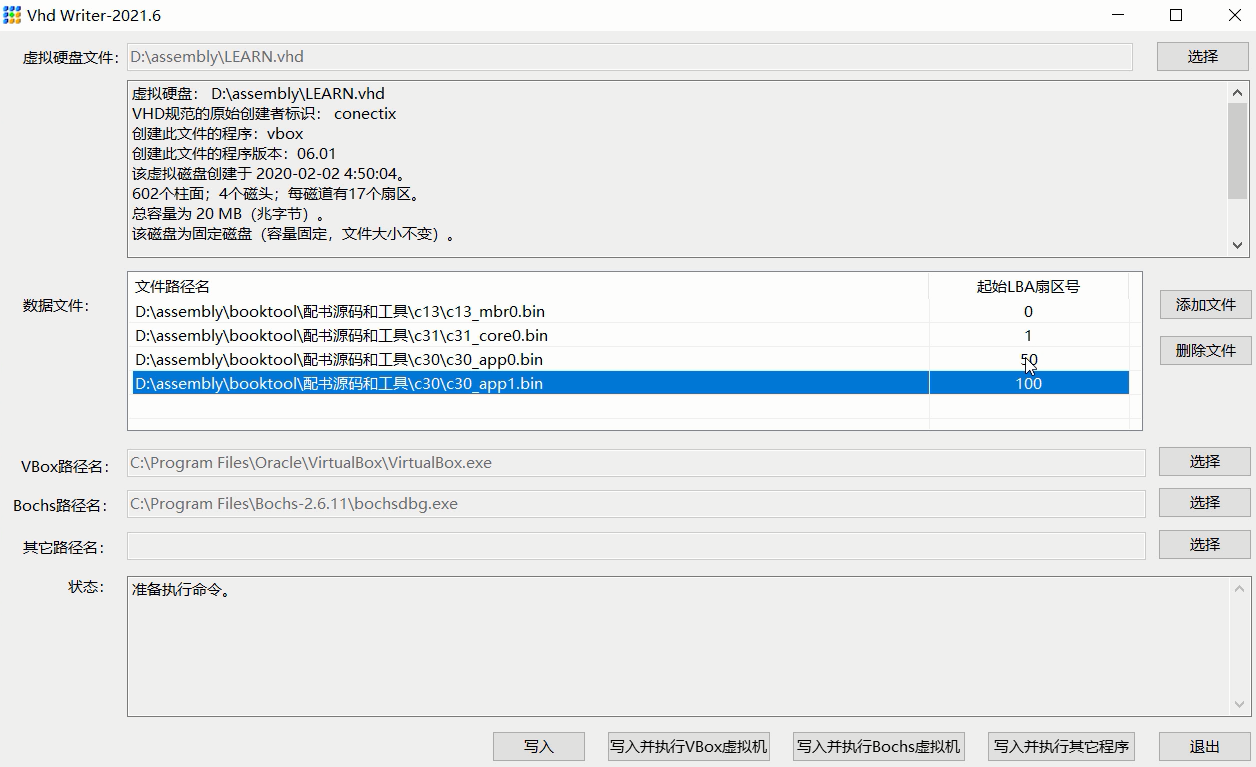 Vhd Writer-2021.6
虚拟硬盘文件: D:\assembly\LEARN.vhd 选择
虚拟硬盘： D:\assembly\LEARN.vhd
VHD规范的原始创建者标识： conectix
创建此文件的程序：vbox
创建此文件的程序版本：06.01
该虚拟磁盘创建于 2020-02-02 4:50:04。
602个柱面；4个磁头；每磁道有17个扇区。
总容量为 20 MB（兆字节）。
该磁盘为固定磁盘（容量固定，文件大小不变）。
数据文件:
文件路径名 起始LBA扇区号
D:\assembly\booktool\配书源码和工具\c13\c13_mbr0.bin 0
D:\assembly\booktool\配书源码和工具\c31\c31_core0.bin 1
D:\assembly\booktool\配书源码和工具\c30\c30_app0.bin 50
D:\assembly\booktool\配书源码和工具\c30\c30_app1.bin 100
添加文件
删除文件
VBox路径名: C:\Program Files\Oracle\VirtualBox\VirtualBox.exe 选择
Bochs路径名: C:\Program Files\Bochs-2.6.11\bochsdbg.exe 选择
其它路径名: 选择
状态: 准备执行命令。
写入 写入并执行VBox虚拟机 写入并执行Bochs虚拟机 写入并执行其它程序 退出